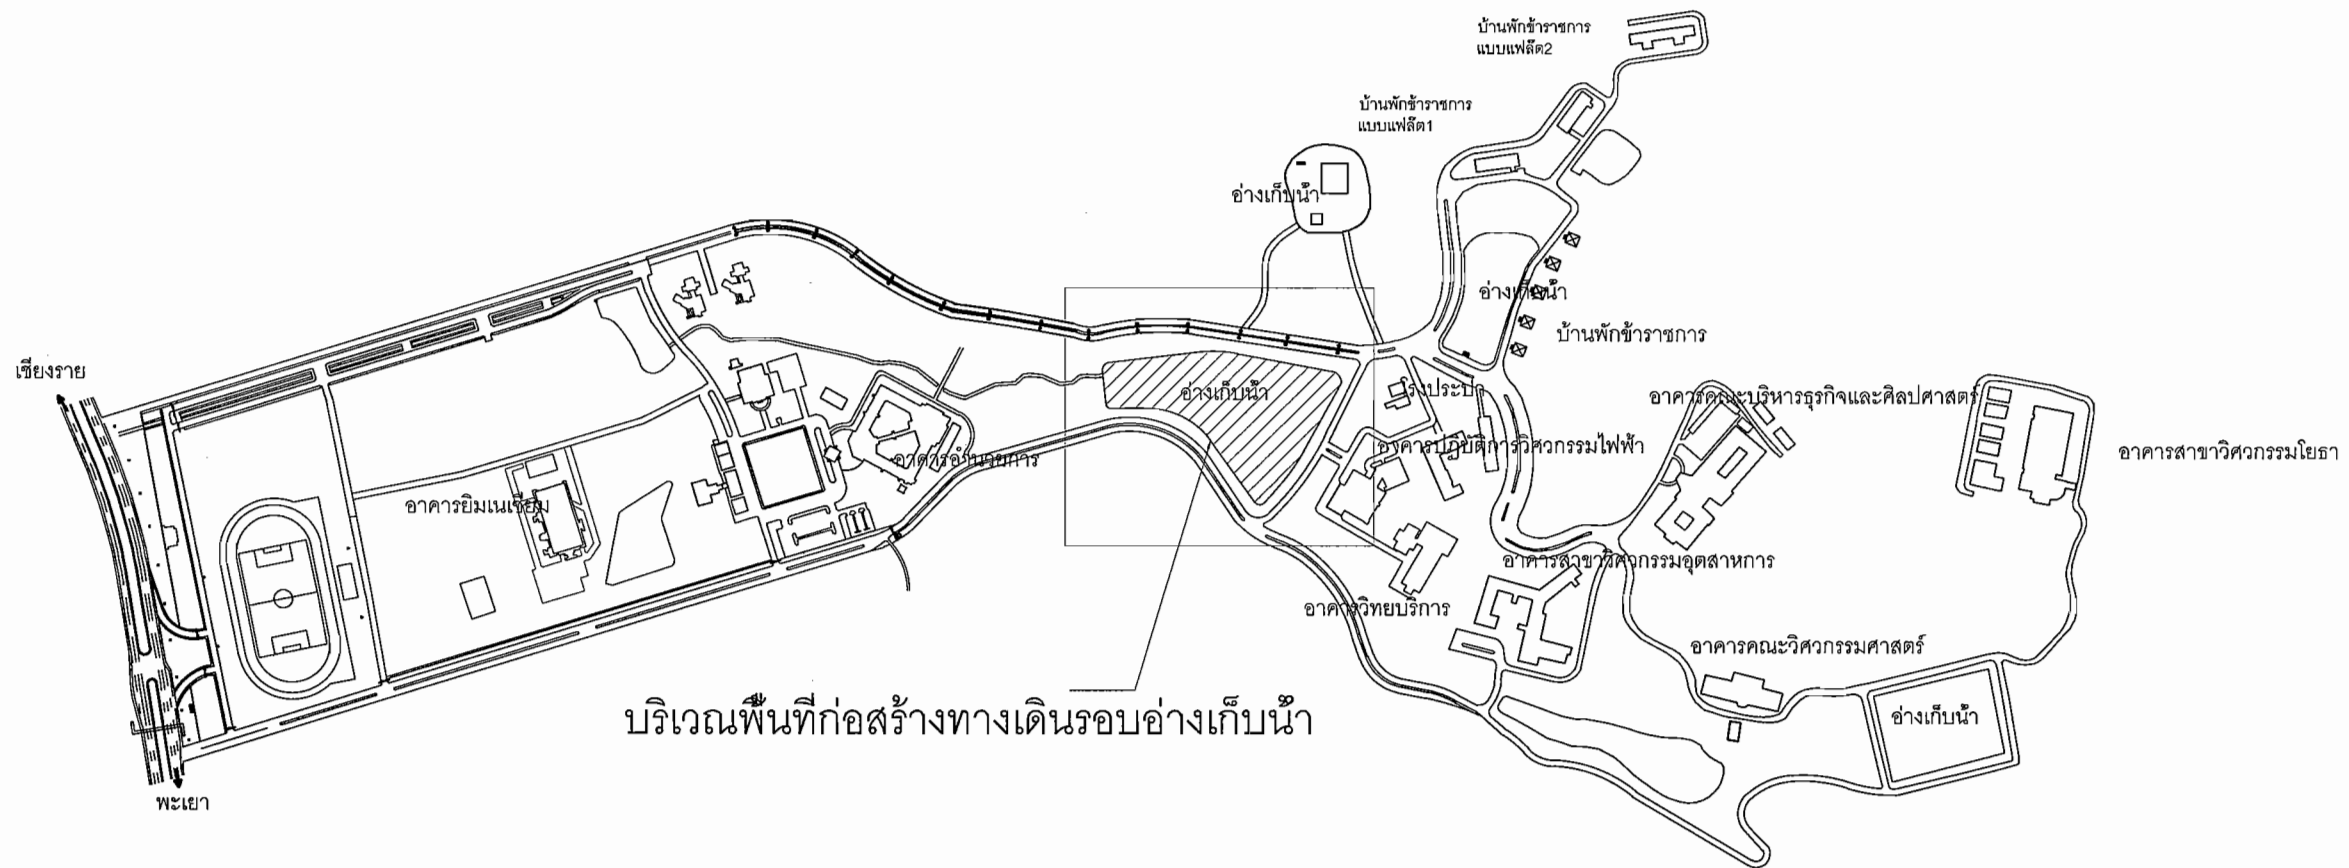 บ้านพักข้าราชการ
แบบแฟล๊ต2
บ้านพักข้าราชการ
แบบแฟล๊ต1
อ่างเก็บน้ำ
อ่างเก็บน้ำ
บ้านพักข้าราชการ
เชียงราย
อ่างเก็บน้ำ
โรงประปา
อาคารคณะบริหารธุรกิจและศิลปศาสตร์
อาคารปฏิบัติการวิศวกรรมไฟฟ้า
อาคารสาขาวิศวกรรมโยธา
อาคารอำนวยการ
อาคารยิมเนเซียม
อาคารสาขาวิศวกรรมอุตสาหการ
อาคารวิทยบริการ
อาคารคณะวิศวกรรมศาสตร์
บริเวณพื้นที่ก่อสร้างทางเดินรอบอ่างเก็บน้ำ
อ่างเก็บน้ำ
พะเยา